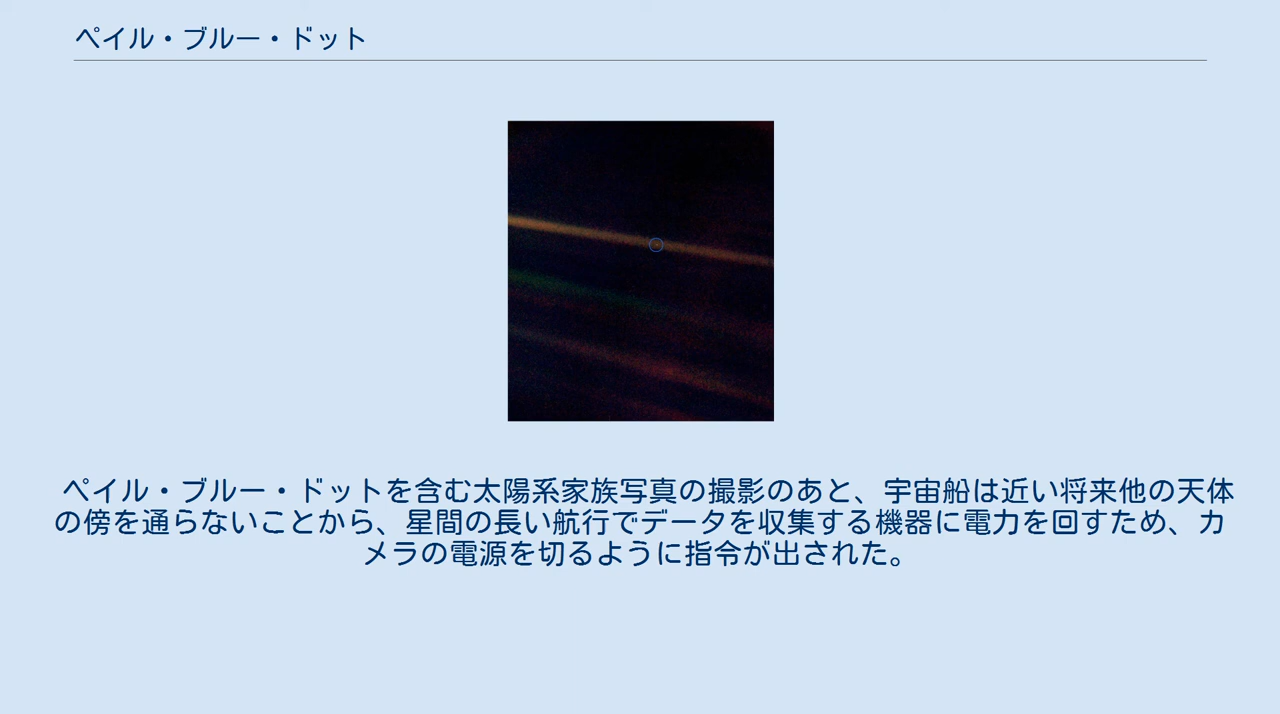 ペイル・ブルー・ドット
ペイル・ブルー・ドットを含む太陽系家族写真の撮影のあと、宇宙船は近い将来他の天体
の傍を通らないことから、星間の長い航行でデータを収集する機器に電力を回すため、カ
メラの電源を切るように指令が出された。